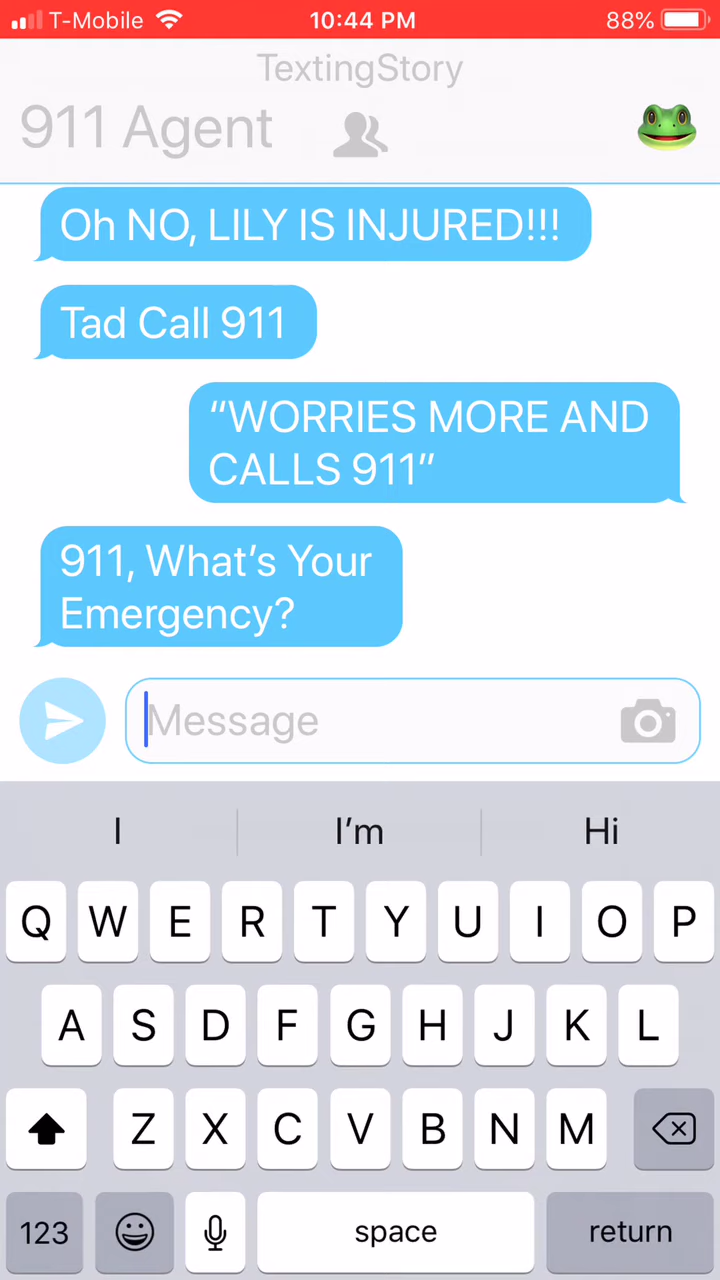 T-Mobile 10:44 PM 88%
TextingStory
911 Agent
Oh NO, LILY IS INJURED!!!
Tad Call 911
“WORRIES MORE AND
CALLS 911”
911, What’s Your
Emergency?
Message
I I’m Hi
Q W E R T Y U I O P
A S D F G H J K L
Z X C V B N M
123 space return